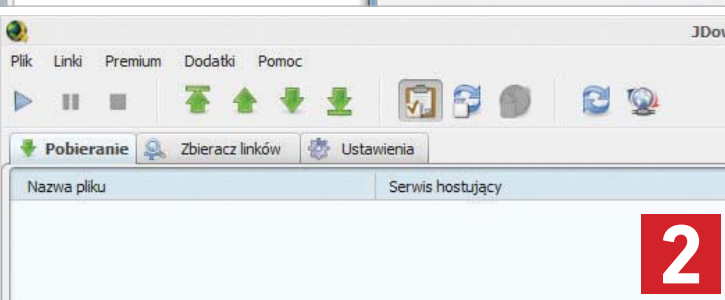 JDow
Plik Linki Premium Dodatki Pomoc
Pobieranie Zbieracz linków Ustawienia
Nazwa pliku Serwis hostujący
2